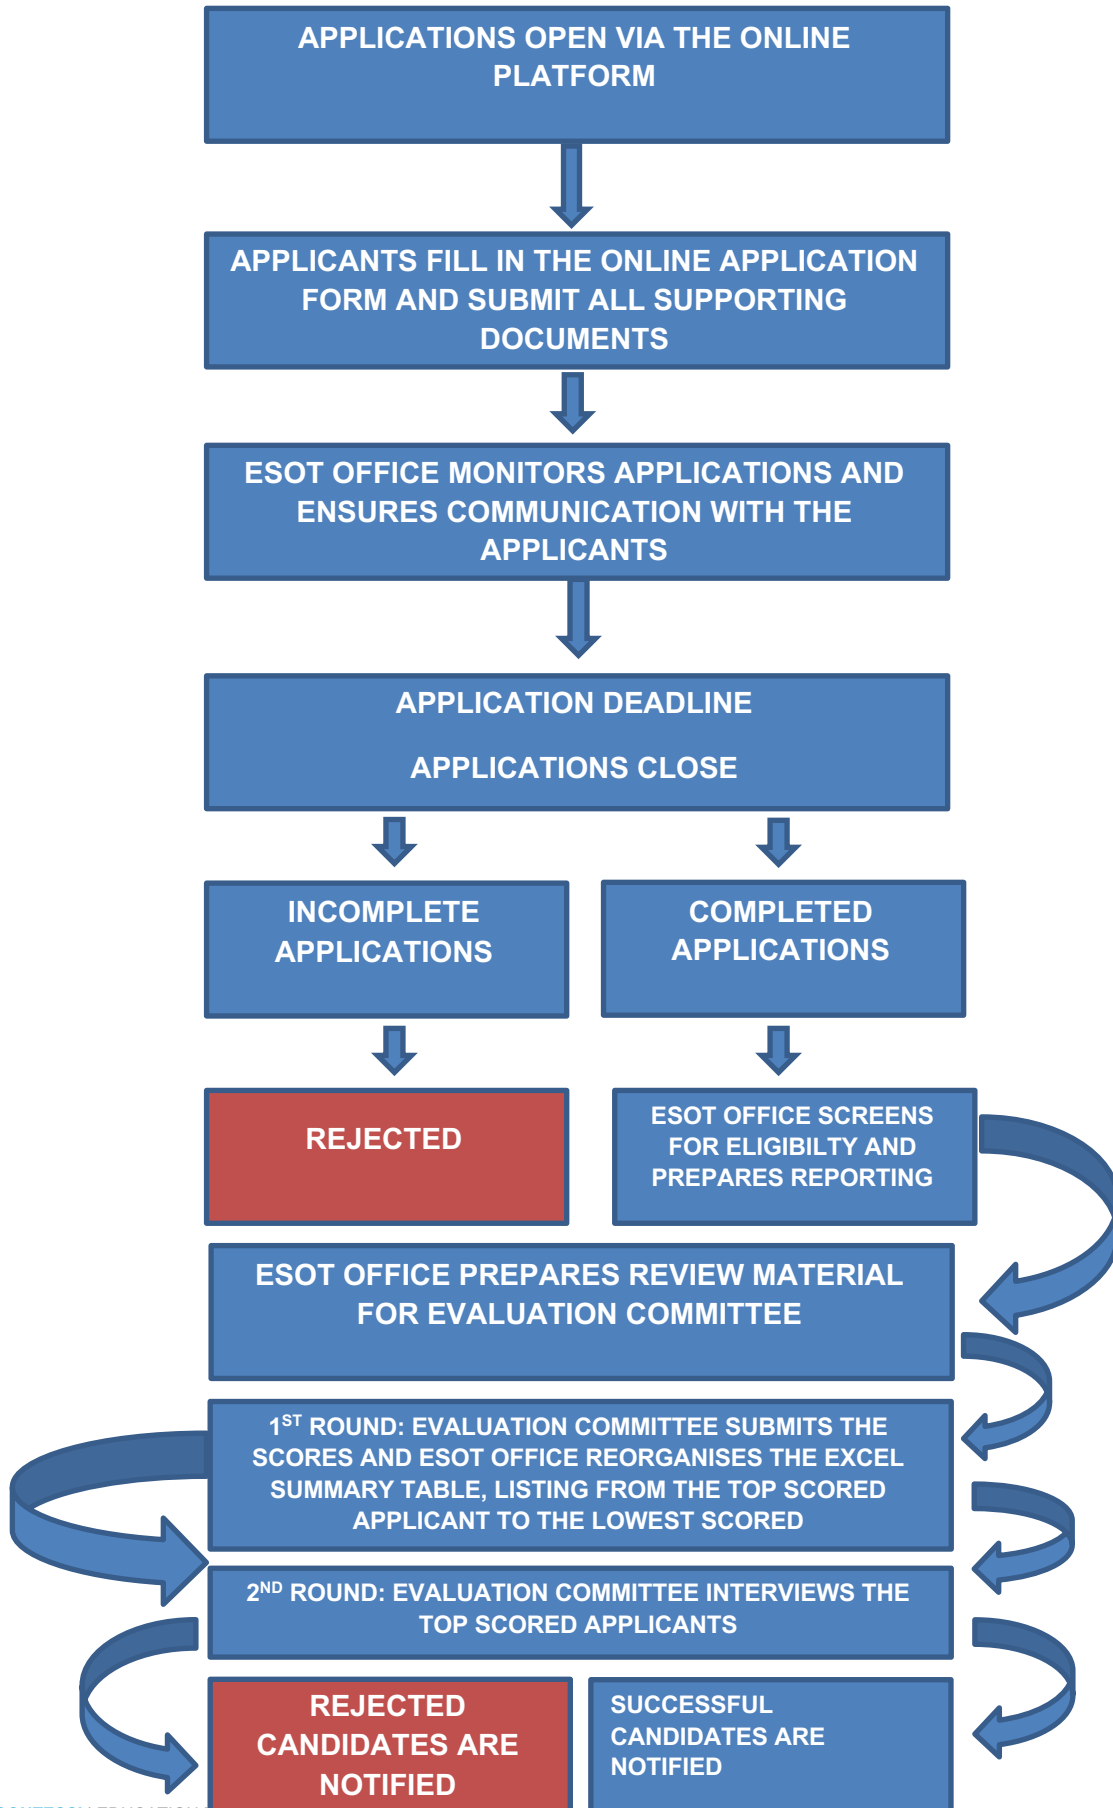 APPLICATIONS OPEN VIA THE ONLINE
PLATFORM
APPLICANTS FILL IN THE ONLINE APPLICATION
FORM AND SUBMIT ALL SUPPORTING
DOCUMENTS
ESOT OFFICE MONITORS APPLICATIONS AND
ENSURES COMMUNICATION WITH THE
APPLICANTS
APPLICATION DEADLINE
APPLICATIONS CLOSE
INCOMPLETE
APPLICATIONS
COMPLETED
APPLICATIONS
REJECTED
ESOT OFFICE SCREENS
FOR ELIGIBILTY AND
PREPARES REPORTING
ESOT OFFICE PREPARES REVIEW MATERIAL
FOR EVALUATION COMMITTEE
1ST ROUND: EVALUATION COMMITTEE SUBMITS THE
SCORES AND ESOT OFFICE REORGANISES THE EXCEL
SUMMARY TABLE, LISTING FROM THE TOP SCORED
APPLICANT TO THE LOWEST SCORED
2ND ROUND: EVALUATION COMMITTEE INTERVIEWS THE
TOP SCORED APPLICANTS
REJECTED
CANDIDATES ARE
NOTIFIED
SUCCESSFUL
CANDIDATES ARE
NOTIFIED